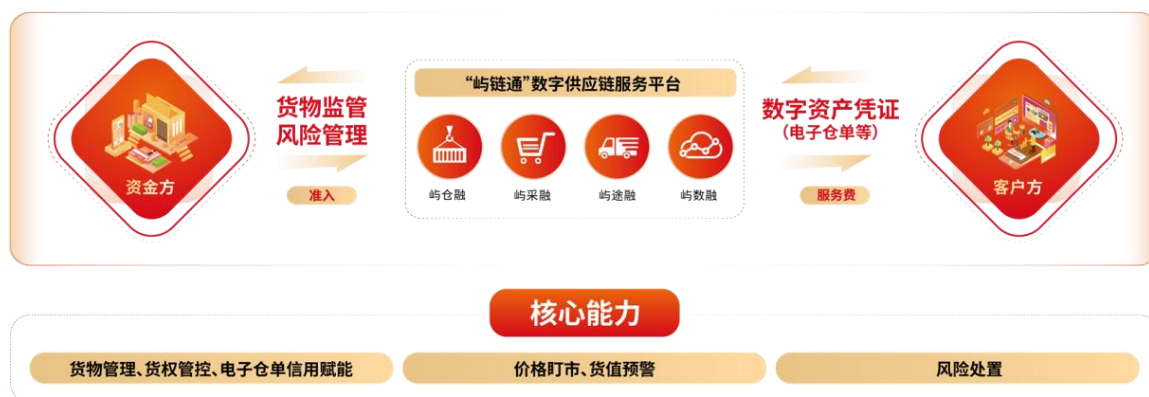 “屿链通”数字供应链服务平台
货物监管
风险管理
数字资产凭证
(电子仓单等)
资金方
准入
屿仓融
屿采融
屿途融
屿数融
服务费
客户方
核心能力
货物管理、货权管控、电子仓单信用赋能
价格盯市、货值预警
风险处置